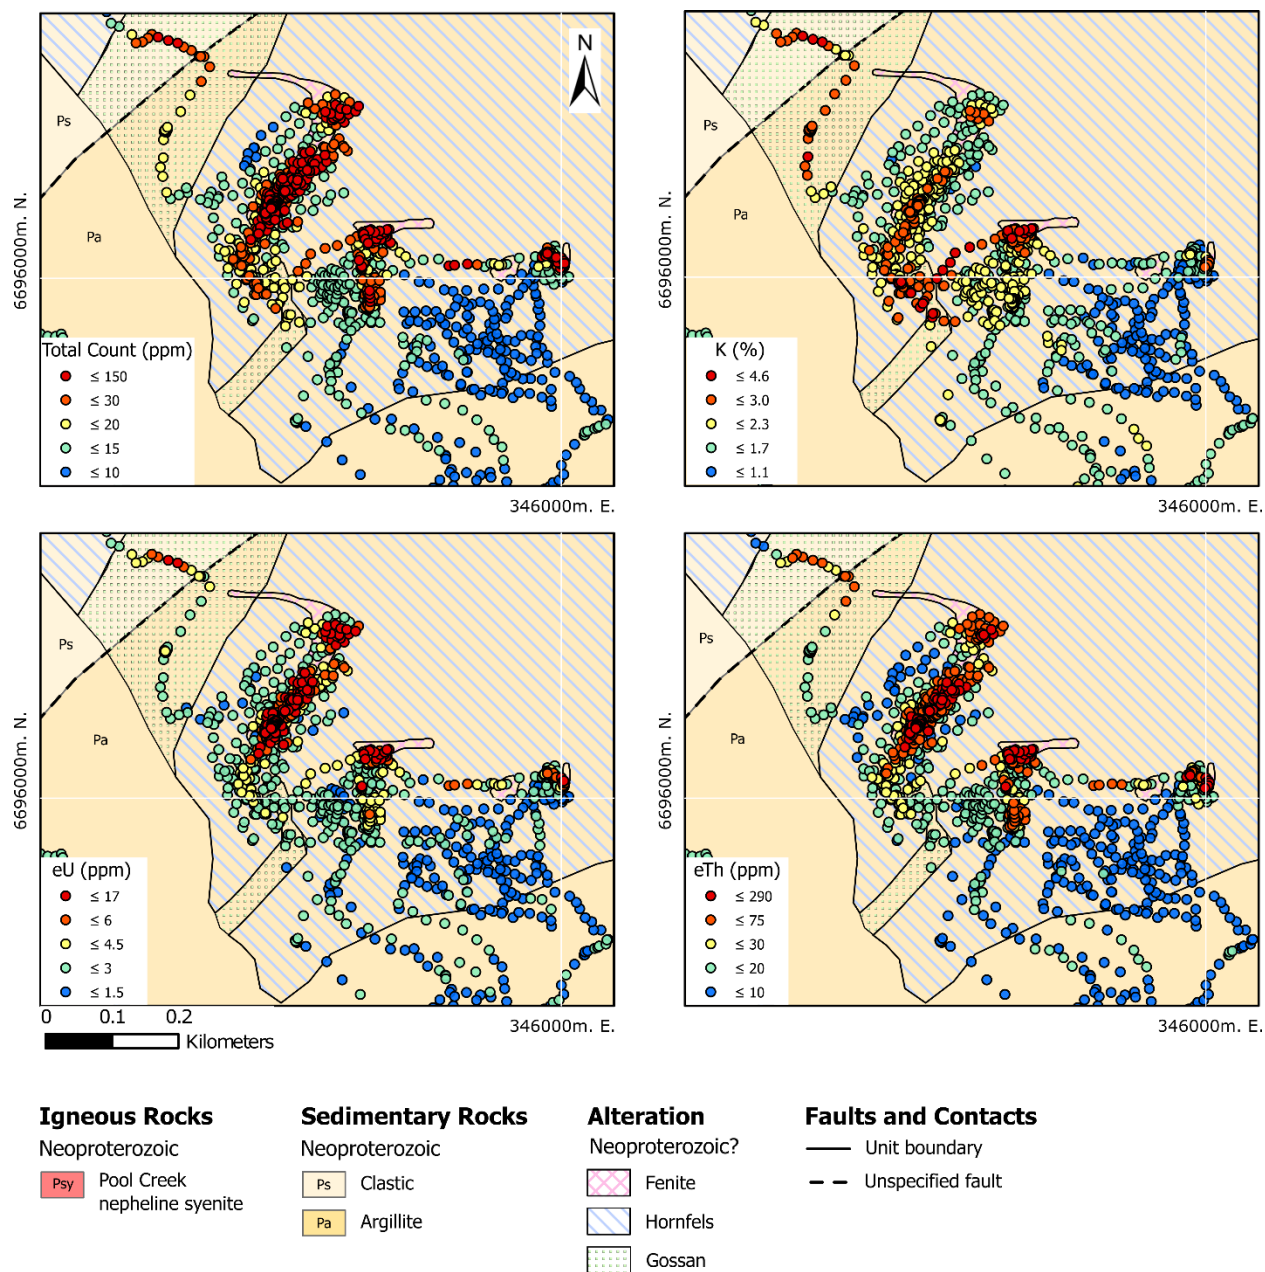 N
Ps
Pa
6696000m. N.
Total Count (ppm)
≤ 150
≤ 30
≤ 20
≤ 15
≤ 10
346000m. E.
Ps
Pa
6696000m. N.
K (%)
≤ 4.6
≤ 3.0
≤ 2.3
≤ 1.7
≤ 1.1
346000m. E.
Ps
Pa
6696000m. N.
eU (ppm)
≤ 17
≤ 6
≤ 4.5
≤ 3
≤ 1.5
346000m. E.
0 0.1 0.2
Kilometers
Ps
Pa
6696000m. N.
eTh (ppm)
≤ 290
≤ 75
≤ 30
≤ 20
≤ 10
346000m. E.
Igneous Rocks
Neoproterozoic
Psy Pool Creek
nepheline syenite
Sedimentary Rocks
Neoproterozoic
Ps Clastic
Pa Argillite
Alteration
Neoproterozoic?
Fenite
Hornfels
Gossan
Faults and Contacts
Unit boundary
Unspecified fault